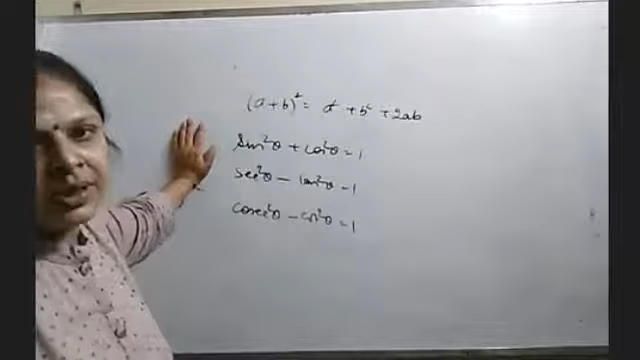 (a+b)² = a² + b² + 2ab
Sin²θ + cos²θ = 1
sec²θ - tan²θ = 1
cosec²θ - cot²θ = 1